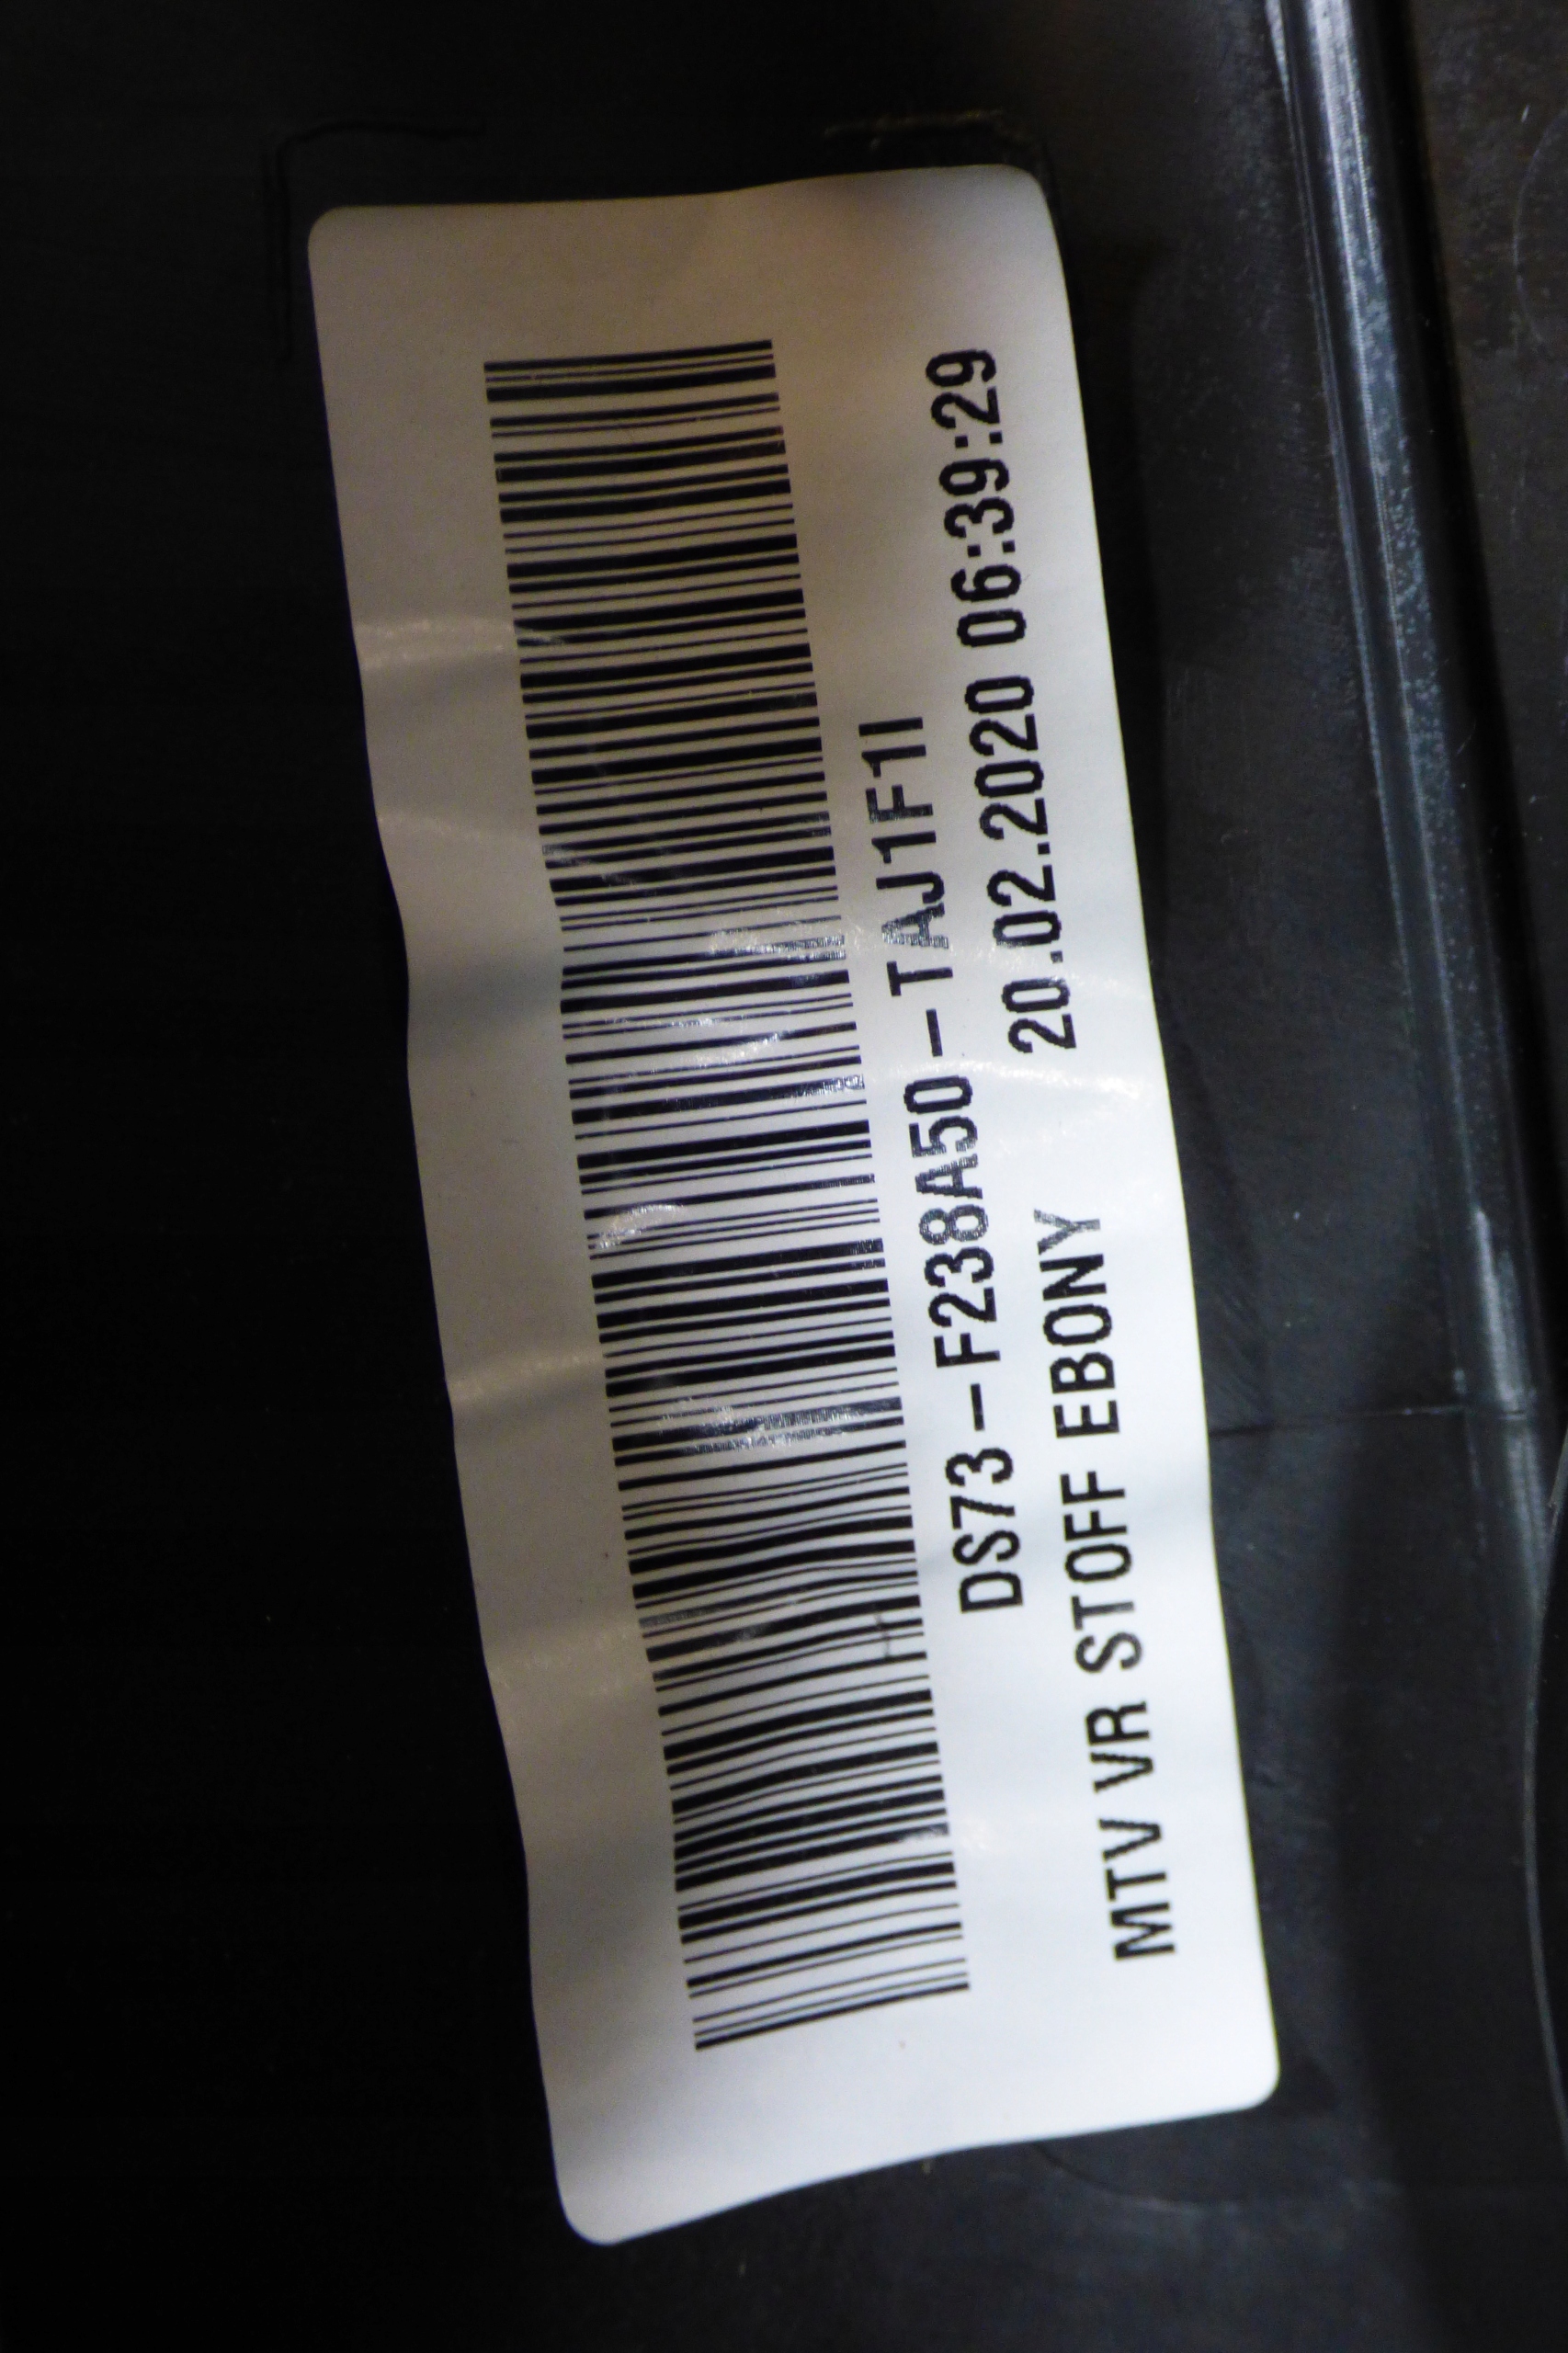 DS73-F238A50-TAJ1F1I
MTV VR STOFF EBONY 20.02.2020 06:39:29